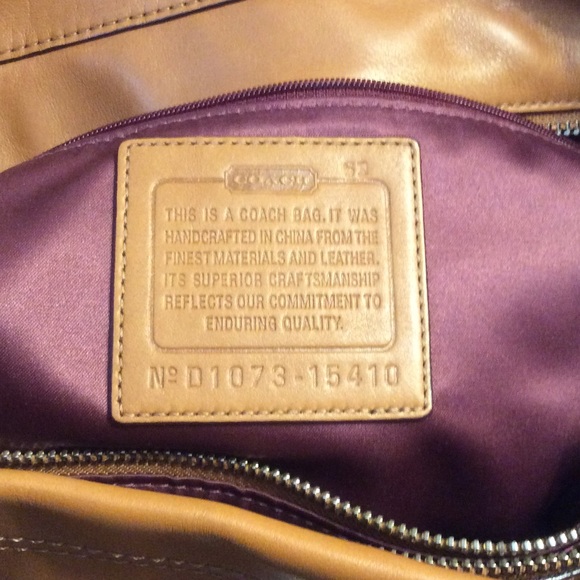 COACH
THIS IS A COACH BAG. IT WAS
HANDCRAFTED IN CHINA FROM THE
FINEST MATERIALS AND LEATHER.
ITS SUPERIOR CRAFTSMANSHIP
REFLECTS OUR COMMITMENT TO
ENDURING QUALITY.
Nº D1073-15410